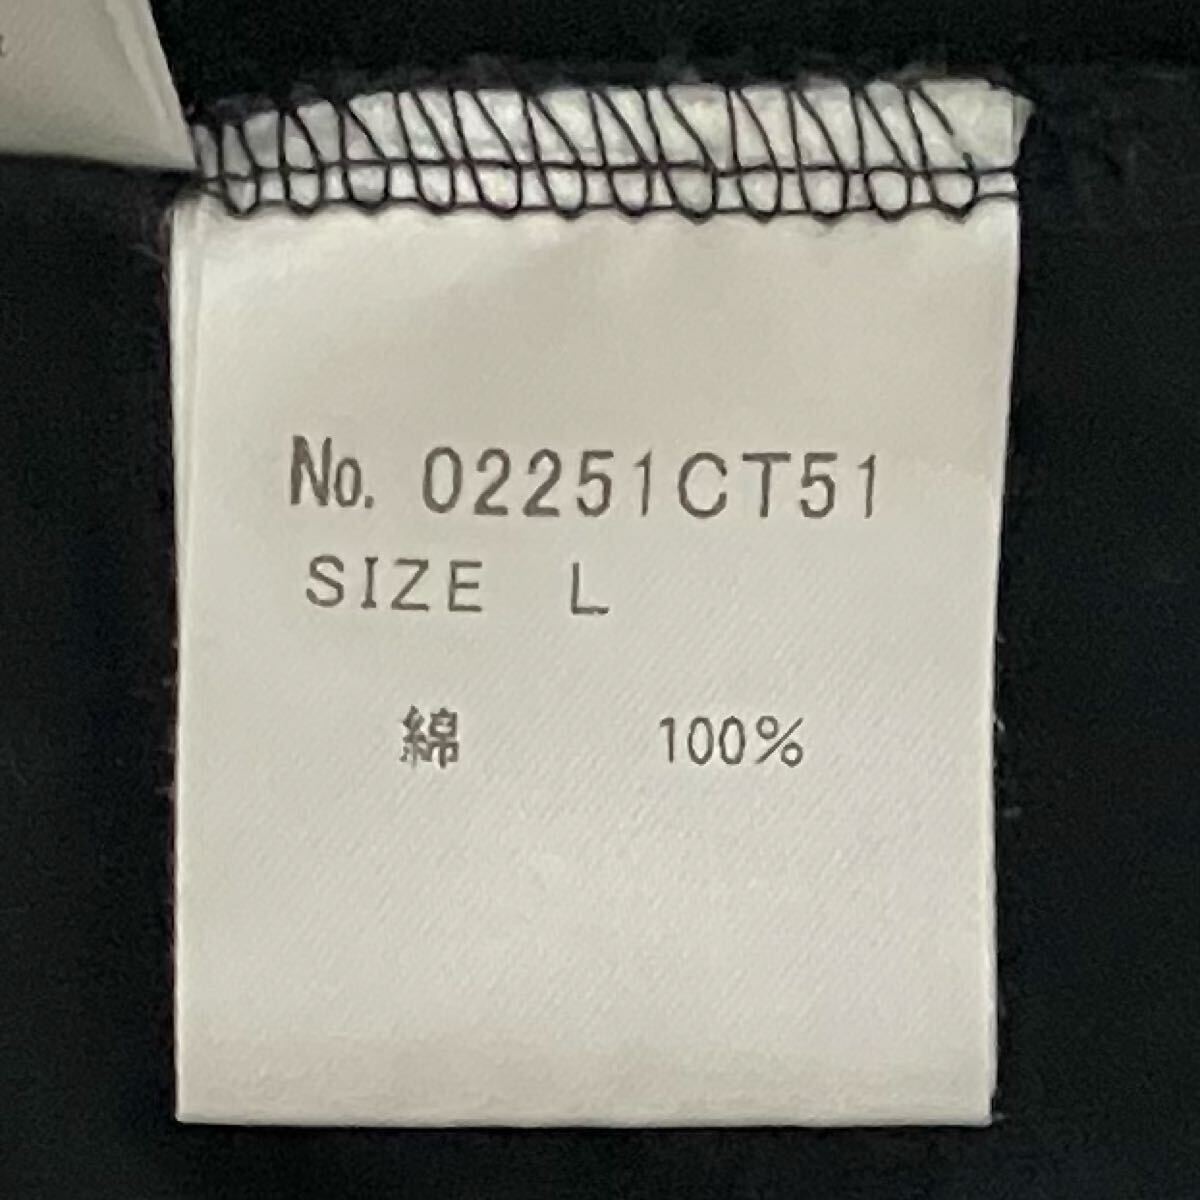 No. 02251CT51
SIZE L
綿 100%